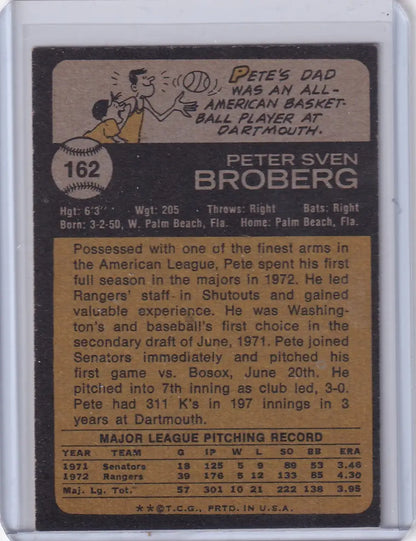 PETE'S DAD
WAS AN ALL-
AMERICAN BASKET-
BALL PLAYER AT
DARTMOUTH.
162
PETER SVEN
BROBERG
Hgt: 6'3" Wgt: 205 Throws: Right Bats: Right
Born: 3-2-50, W. Palm Beach, Fla. Home: Palm Beach, Fla.
Possessed with one of the finest arms in
the American League, Pete spent his first
full season in the majors in 1972. He led
Rangers' staff in Shutouts and gained
valuable experience. He was Washing-
ton's and baseball's first choice in the
secondary draft of June, 1971. Pete joined
Senators immediately and pitched his
first game vs. Bosox, June 20th. He
pitched into 7th inning as club led, 3-0.
Pete had 311 K's in 197 innings in 3
years at Dartmouth.
MAJOR LEAGUE PITCHING RECORD
YEAR TEAM G IP W L SO BB ERA
1971 Senators 18 125 5 9 89 53 3.46
1972 Rangers 39 176 5 12 133 85 4.30
Maj. Lg. Tot. 57 301 10 21 222 138 3.95
**©T.C.G., PRTD. IN U.S.A.